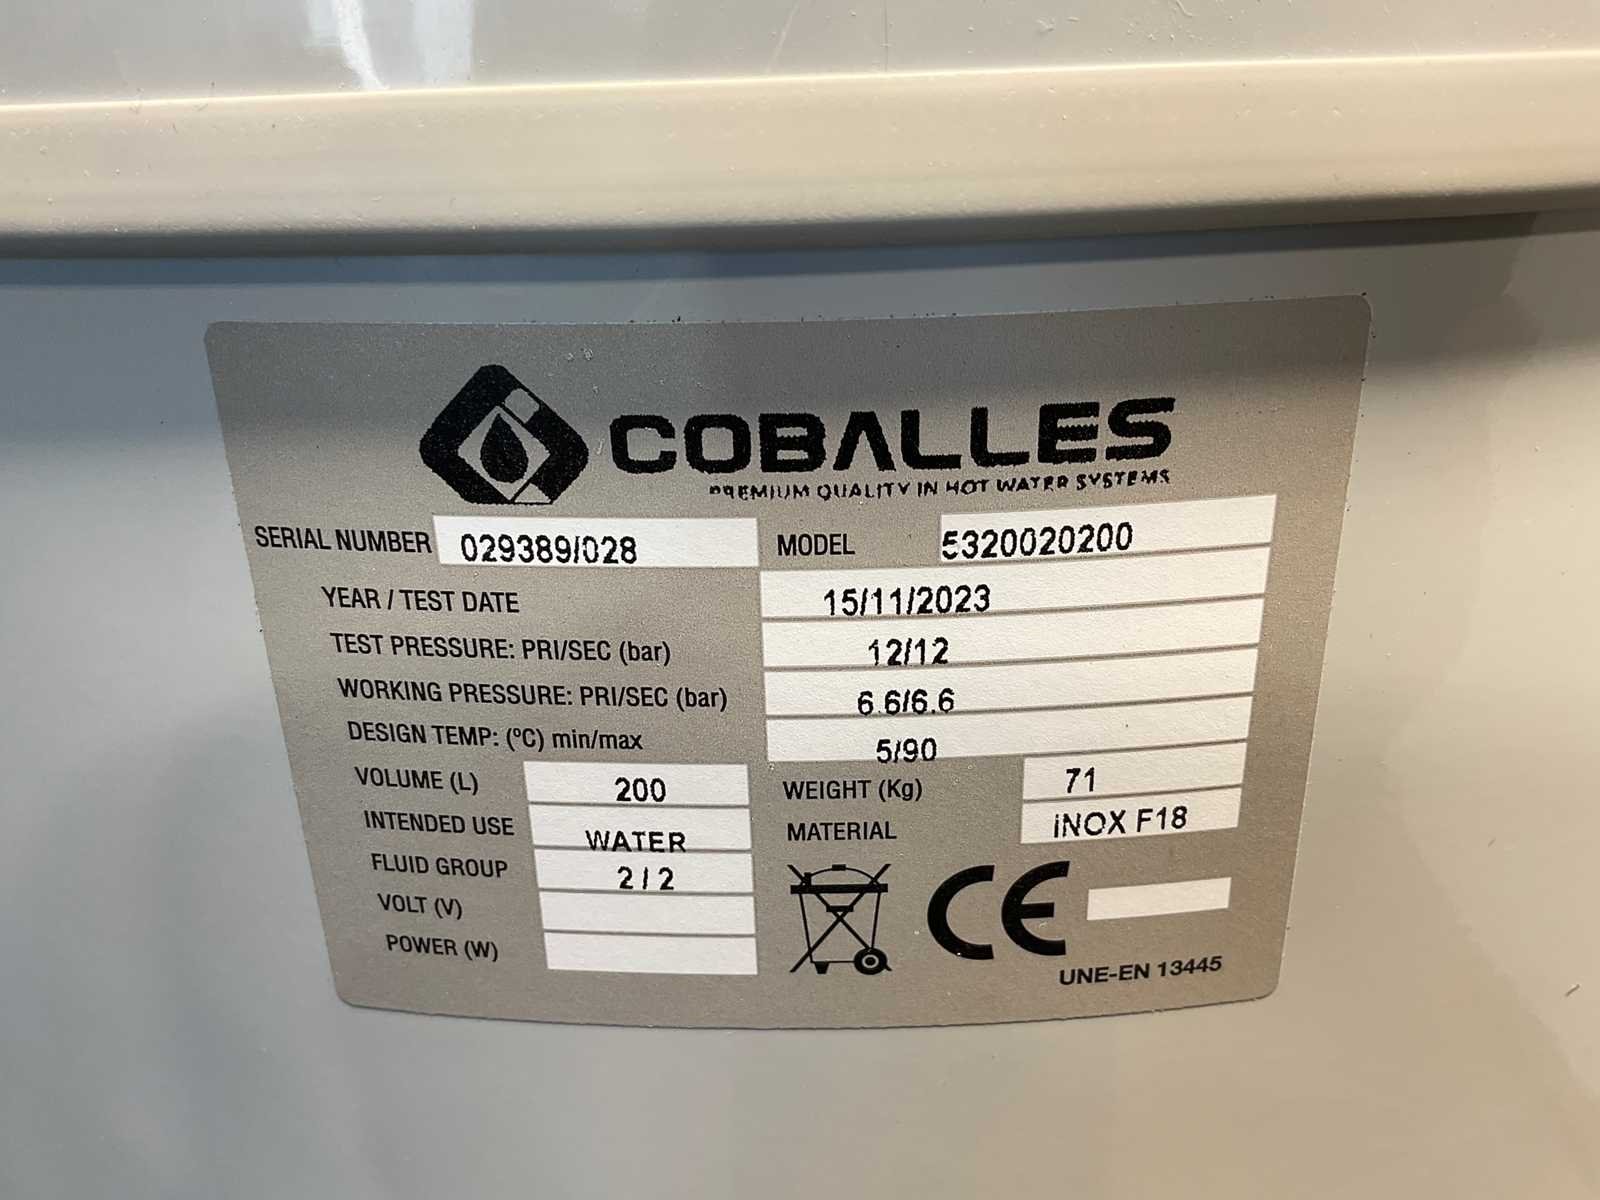 COBALLES
PREMIUM QUALITY IN HOT WATER SYSTEMS
SERIAL NUMBER 029389/028 MODEL 5320020200
YEAR / TEST DATE 15/11/2023
TEST PRESSURE: PRI/SEC (bar) 12/12
WORKING PRESSURE: PRI/SEC (bar) 6.6/6.6
DESIGN TEMP: (ºC) min/max 5/90
VOLUME (L) 200 WEIGHT (Kg) 71
INTENDED USE WATER MATERIAL iNOX F18
FLUID GROUP 2/2
VOLT (V)
POWER (W)
CE
UNE-EN 13445